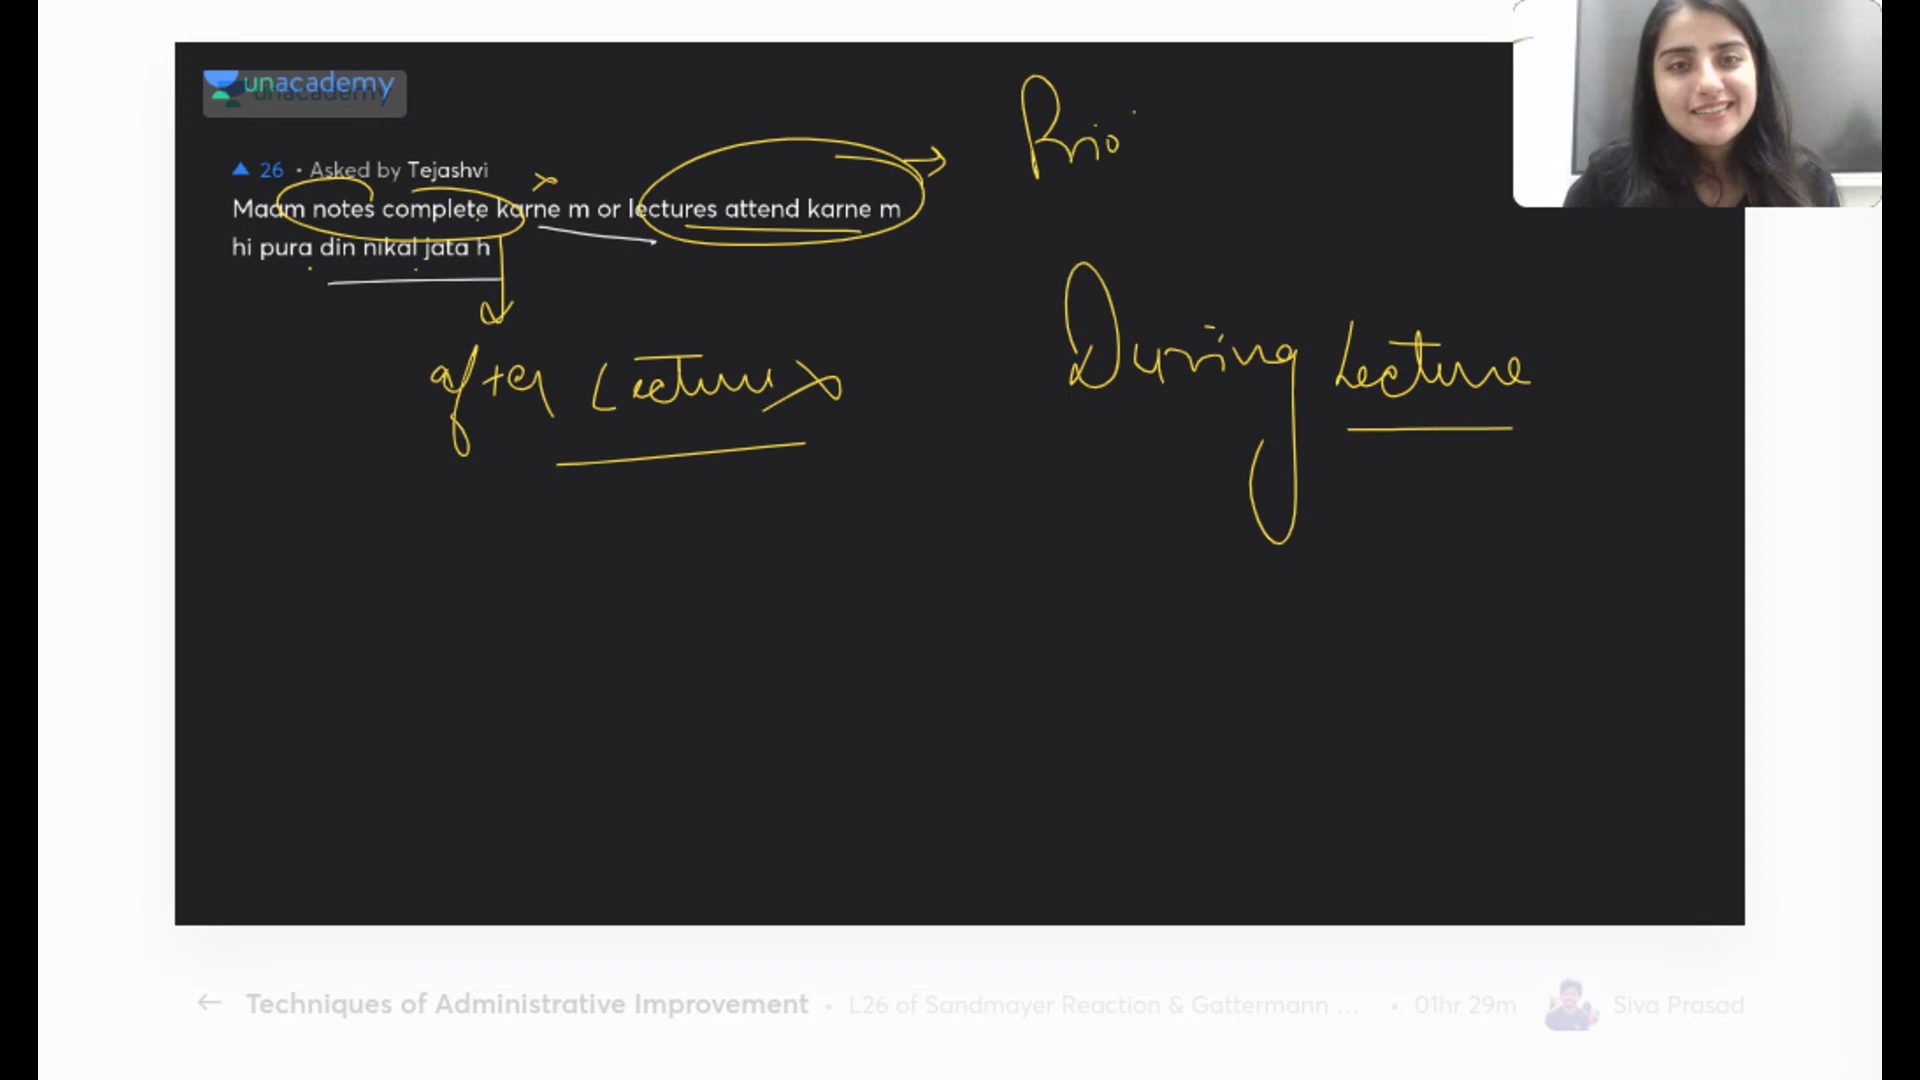 unacademy
26 • Asked by Tejashvi
Maam notes complete karne m or lectures attend karne m
hi pura din nikal jata h
Prio
after Lecture
During Lecture
Techniques of Administrative Improvement • L26 of Sandmayer Reaction & Gattermann ... • 01hr 29m Siva Prasad